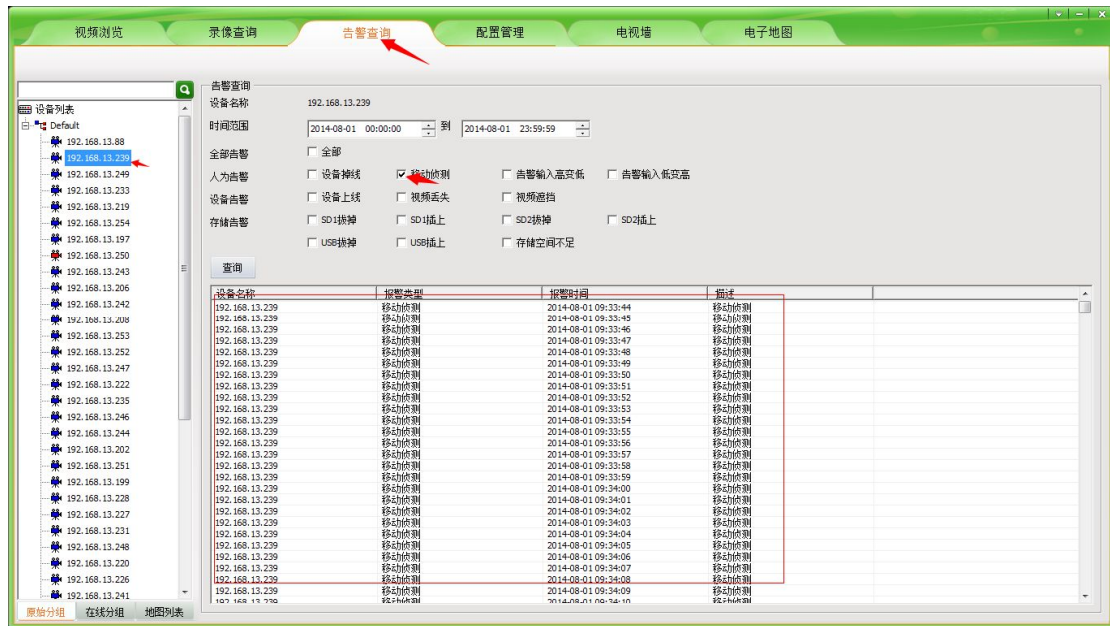 视频浏览 录像查询 告警查询 配置管理 电视墙 电子地图
设备列表
Default
192.168.13.88
192.168.13.239
192.168.13.249
192.168.13.233
192.168.13.219
192.168.13.254
192.168.13.197
192.168.13.250
192.168.13.243
192.168.13.206
192.168.13.242
192.168.13.208
192.168.13.253
192.168.13.252
192.168.13.247
192.168.13.222
192.168.13.235
192.168.13.246
192.168.13.244
192.168.13.202
192.168.13.251
192.168.13.199
192.168.13.228
192.168.13.227
192.168.13.231
192.168.13.248
192.168.13.220
192.168.13.226
192.168.13.241
原始分组 在线分组 地图列表
告警查询
设备名称 192.168.13.239
时间范围 2014-08-01 00:00:00 到 2014-08-01 23:59:59
全部告警 全部
人为告警 设备掉线 移动侦测 告警输入高变低 告警输入低变高
设备告警 设备上线 视频丢失 视频遮挡
存储告警 SD1拔掉 SD1插上 SD2拔掉 SD2插上
USB拔掉 USB插上 存储空间不足
查询
设备名称 报警类型 报警时间 描述
192.168.13.239 移动侦测 2014-08-01 09:33:44 移动侦测
192.168.13.239 移动侦测 2014-08-01 09:33:45 移动侦测
192.168.13.239 移动侦测 2014-08-01 09:33:46 移动侦测
192.168.13.239 移动侦测 2014-08-01 09:33:47 移动侦测
192.168.13.239 移动侦测 2014-08-01 09:33:48 移动侦测
192.168.13.239 移动侦测 2014-08-01 09:33:49 移动侦测
192.168.13.239 移动侦测 2014-08-01 09:33:50 移动侦测
192.168.13.239 移动侦测 2014-08-01 09:33:51 移动侦测
192.168.13.239 移动侦测 2014-08-01 09:33:52 移动侦测
192.168.13.239 移动侦测 2014-08-01 09:33:53 移动侦测
192.168.13.239 移动侦测 2014-08-01 09:33:54 移动侦测
192.168.13.239 移动侦测 2014-08-01 09:33:55 移动侦测
192.168.13.239 移动侦测 2014-08-01 09:33:56 移动侦测
192.168.13.239 移动侦测 2014-08-01 09:33:57 移动侦测
192.168.13.239 移动侦测 2014-08-01 09:33:58 移动侦测
192.168.13.239 移动侦测 2014-08-01 09:33:59 移动侦测
192.168.13.239 移动侦测 2014-08-01 09:34:00 移动侦测
192.168.13.239 移动侦测 2014-08-01 09:34:01 移动侦测
192.168.13.239 移动侦测 2014-08-01 09:34:02 移动侦测
192.168.13.239 移动侦测 2014-08-01 09:34:03 移动侦测
192.168.13.239 移动侦测 2014-08-01 09:34:04 移动侦测
192.168.13.239 移动侦测 2014-08-01 09:34:05 移动侦测
192.168.13.239 移动侦测 2014-08-01 09:34:06 移动侦测
192.168.13.239 移动侦测 2014-08-01 09:34:07 移动侦测
192.168.13.239 移动侦测 2014-08-01 09:34:08 移动侦测
192.168.13.239 移动侦测 2014-08-01 09:34:09 移动侦测
192.168.13.239 移动侦测 2014-08-01 09:34:10 移动侦测